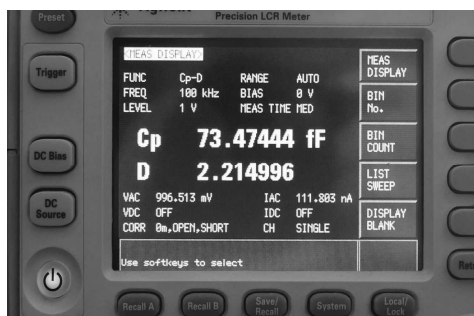 Preset
Precision LCR Meter
<MEAS DISPLAY>
MEAS
DISPLAY
Trigger
FUNC Cp-D RANGE AUTO
FREQ 100 kHz BIAS 0 V
LEVEL 1 V MEAS TIME MED
BIN
No.
Cp 73.47444 fF
BIN
COUNT
DC Bias
D 2.214996
LIST
SWEEP
DC
Source
VAC 996.513 mV IAC 111.803 nA
VDC OFF IDC OFF
CORR 0m,OPEN,SHORT CH SINGLE
DISPLAY
BLANK
Use softkeys to select
Recall A
Recall B
Save/
Recall
System
Local/
Lock